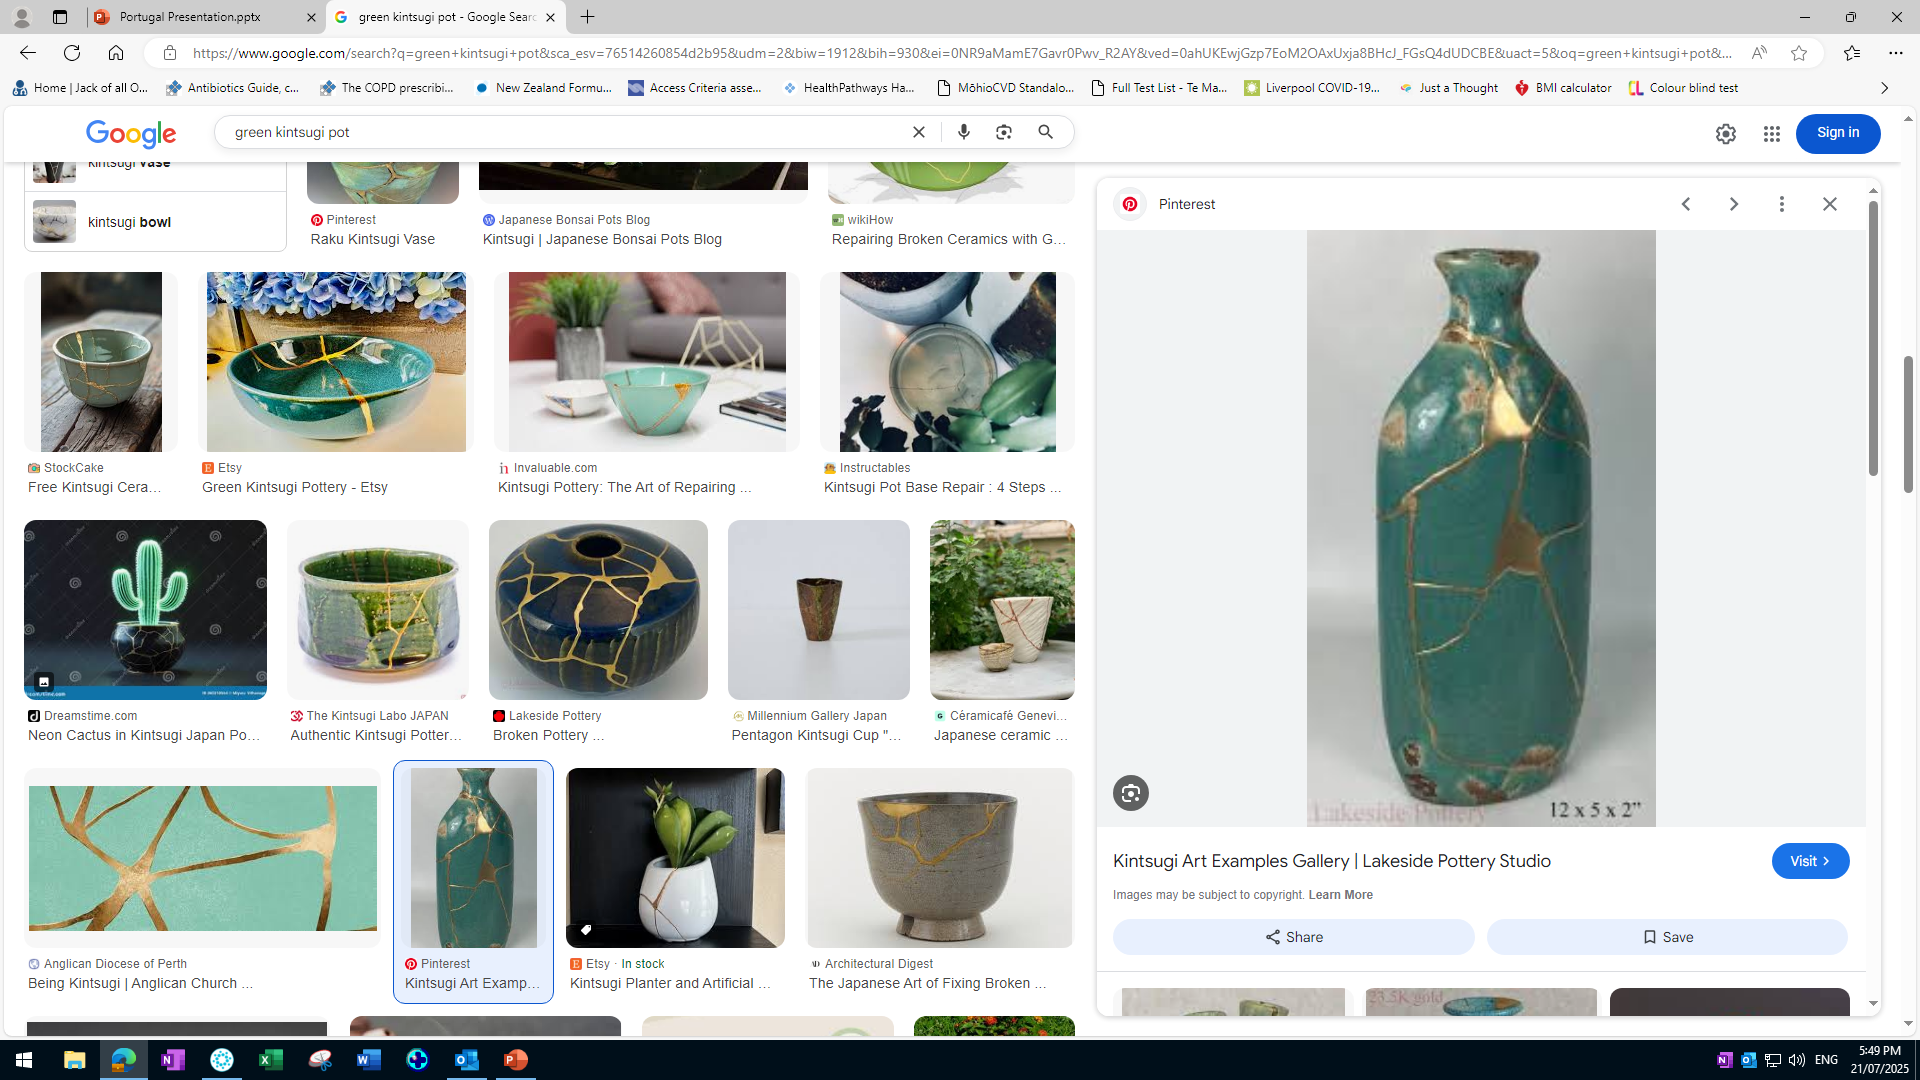 Portugal Presentation.pptx
green kintsugi pot - Google Searc
https://www.google.com/search?q=green+kintsugi+pot&sca_esv=76514260854d2b95&udm=2&biw=1912&bih=930&ei=0NR9aMamE7Gavr0Pwv_R2AY&ved=0ahUKEwjGzp7EoM2OAxUxja8BHcJ_FGsQ4dUDCBE&uact=5&oq=green+kintsugi+pot&...
Home | Jack of all O...
Antibiotics Guide, c...
The COPD prescribi...
New Zealand Formu...
Access Criteria asse...
HealthPathways Ha...
MōhioCVD Standalo...
Full Test List - Te Ma...
Liverpool COVID-19...
Just a Thought
BMI calculator
Colour blind test
Google
green kintsugi pot
Sign in
kintsugi vase
kintsugi bowl
Pinterest
Raku Kintsugi Vase
Japanese Bonsai Pots Blog
Kintsugi | Japanese Bonsai Pots Blog
wikiHow
Repairing Broken Ceramics with G...
StockCake
Free Kintsugi Cera...
Etsy
Green Kintsugi Pottery - Etsy
Invaluable.com
Kintsugi Pottery: The Art of Repairing ...
Instructables
Kintsugi Pot Base Repair : 4 Steps ...
Dreamstime.com
Neon Cactus in Kintsugi Japan Po...
The Kintsugi Labo JAPAN
Authentic Kintsugi Potter...
Lakeside Pottery
Broken Pottery ...
Millennium Gallery Japan
Pentagon Kintsugi Cup "...
Céramicafé Genevi...
Japanese ceramic ...
Anglican Diocese of Perth
Being Kintsugi | Anglican Church ...
Pinterest
Kintsugi Art Examp...
Etsy · In stock
Kintsugi Planter and Artificial ...
Architectural Digest
The Japanese Art of Fixing Broken ...
Pinterest
Lakeside Pottery
12 x 5 x 2”
Kintsugi Art Examples Gallery | Lakeside Pottery Studio
Visit
Images may be subject to copyright. Learn More
Share
Save
23.5K gold
ENG
5:49 PM
21/07/2025